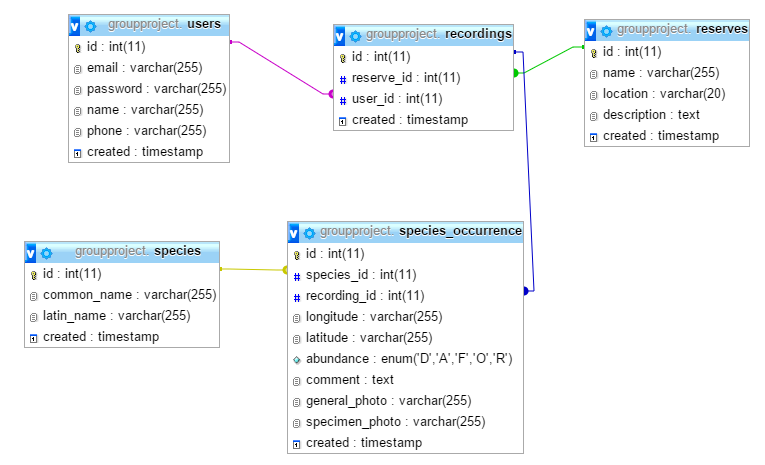 groupproject. users
id : int(11)
email : varchar(255)
password : varchar(255)
name : varchar(255)
phone : varchar(255)
created : timestamp
groupproject. recordings
id : int(11)
reserve_id : int(11)
user_id : int(11)
created : timestamp
groupproject. reserves
id : int(11)
name : varchar(255)
location : varchar(20)
description : text
created : timestamp
groupproject. species
id : int(11)
common_name : varchar(255)
latin_name : varchar(255)
created : timestamp
groupproject. species_occurrence
id : int(11)
species_id : int(11)
recording_id : int(11)
longitude : varchar(255)
latitude : varchar(255)
abundance : enum('D','A','F','O','R')
comment : text
general_photo : varchar(255)
specimen_photo : varchar(255)
created : timestamp